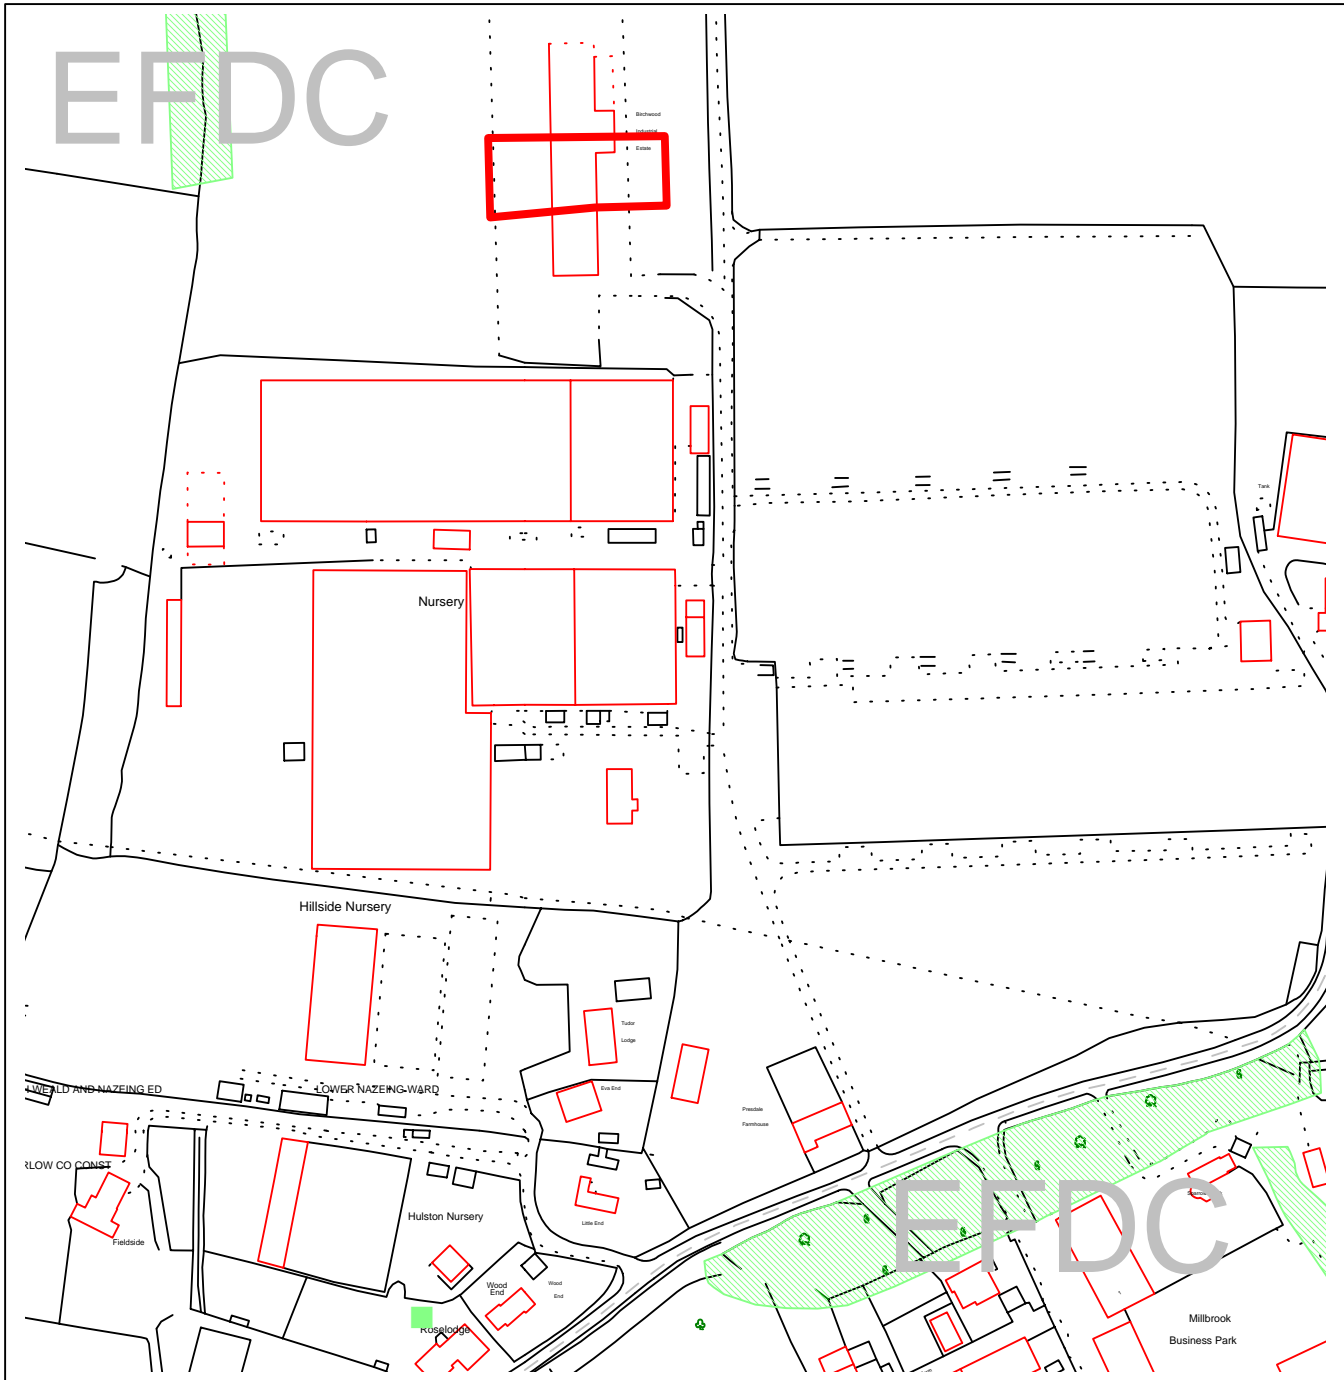 EFDC
Birchwood
Industrial
Estate
Tank
Nursery
Hillside Nursery
Tudor
Lodge
WEALD AND NAZEING ED
LOWER NAZEING WARD
Eva End
Presdale
Farmhouse
RLOW CO CONST
EFDC
Hulston Nursery
Little End
Fieldside
Wood
End
Wood
End
Roselodge
Millbrook
Business Park